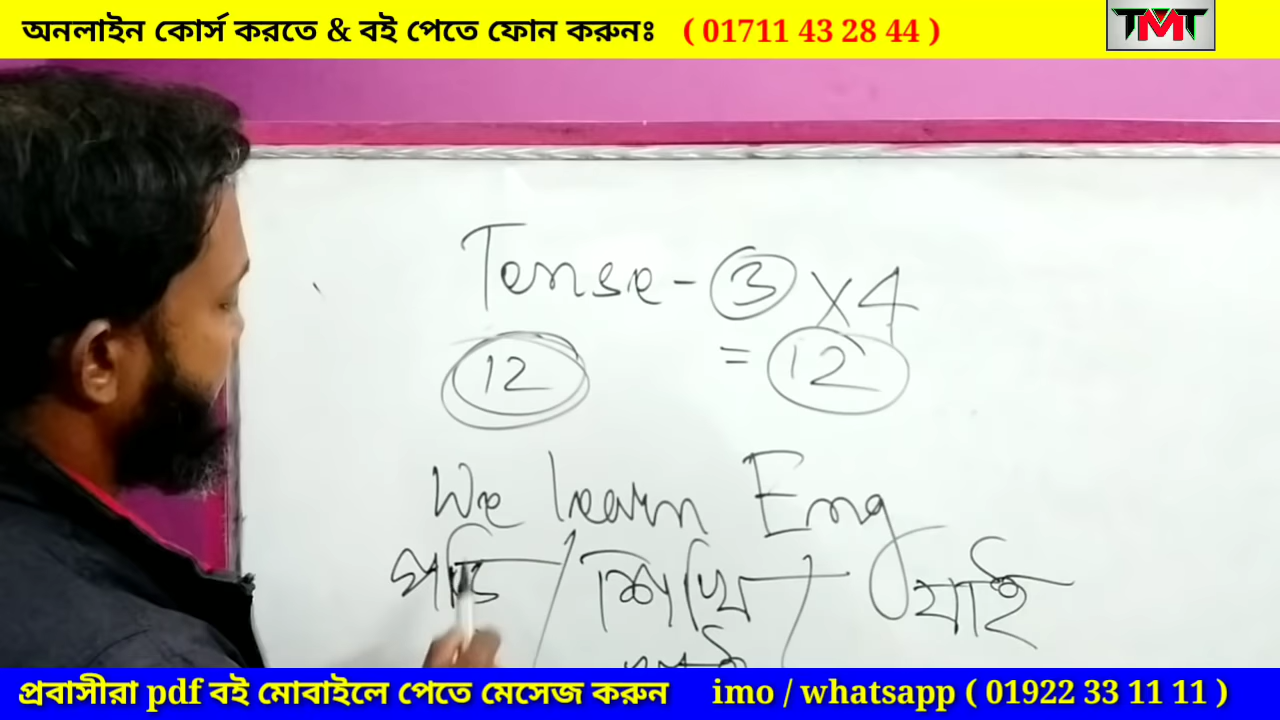 অনলাইন কোর্স করতে & বই পেতে ফোন করুনঃ ( 01711 43 28 44 )
TMT
Tense - 3 x 4
12 = 12
We learn Eng
পড়ি / শিখি / যাই
প্রবাসীরা pdf বই মোবাইলে পেতে মেসেজ করুন imo / whatsapp ( 01922 33 11 11 )